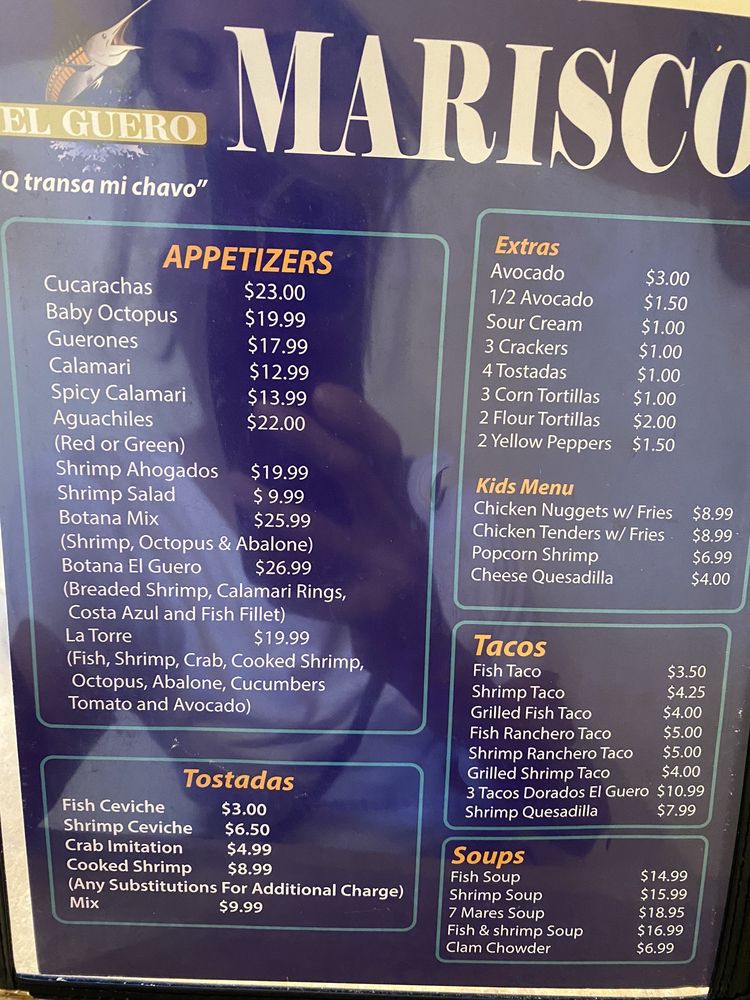 EL GUERO
MARISCO
"Q transa mi chavo"
APPETIZERS
Cucarachas $23.00
Baby Octopus $19.99
Guerones $17.99
Calamari $12.99
Spicy Calamari $13.99
Aguachiles $22.00
(Red or Green)
Shrimp Ahogados $19.99
Shrimp Salad $ 9.99
Botana Mix $25.99
(Shrimp, Octopus & Abalone)
Botana El Guero $26.99
(Breaded Shrimp, Calamari Rings,
Costa Azul and Fish Fillet)
La Torre $19.99
(Fish, Shrimp, Crab, Cooked Shrimp,
Octopus, Abalone, Cucumbers
Tomato and Avocado)
Tostadas
Fish Ceviche $3.00
Shrimp Ceviche $6.50
Crab Imitation $4.99
Cooked Shrimp $8.99
(Any Substitutions For Additional Charge)
Mix $9.99
Extras
Avocado $3.00
1/2 Avocado $1.50
Sour Cream $1.00
3 Crackers $1.00
4 Tostadas $1.00
3 Corn Tortillas $1.00
2 Flour Tortillas $2.00
2 Yellow Peppers $1.50
Kids Menu
Chicken Nuggets w/ Fries $8.99
Chicken Tenders w/ Fries $8.99
Popcorn Shrimp $6.99
Cheese Quesadilla $4.00
Tacos
Fish Taco $3.50
Shrimp Taco $4.25
Grilled Fish Taco $4.00
Fish Ranchero Taco $5.00
Shrimp Ranchero Taco $5.00
Grilled Shrimp Taco $4.00
3 Tacos Dorados El Guero $10.99
Shrimp Quesadilla $7.99
Soups
Fish Soup $14.99
Shrimp Soup $15.99
7 Mares Soup $18.95
Fish & shrimp Soup $16.99
Clam Chowder $6.99